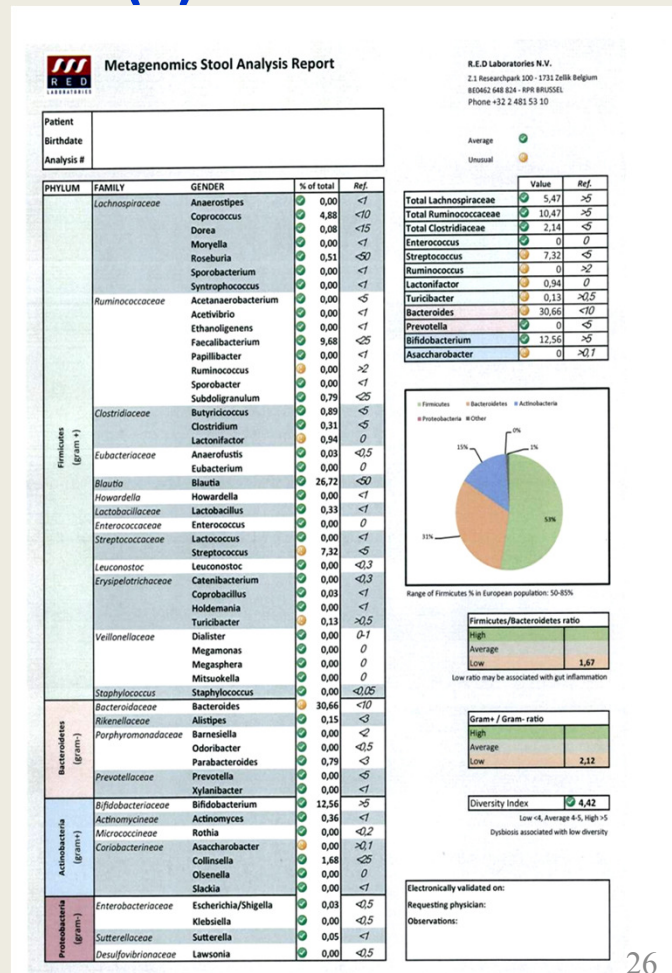 RED
LABORATORIES
Metagenomics Stool Analysis Report
R.E.D Laboratories N.V.
Z.1 Researchpark 100 - 1731 Zellik Belgium
BE0462 648 824 - RPR BRUSSEL
Phone +32 2 481 53 10
Patient
Birthdate
Analysis #
Average
Unusual
PHYLUM FAMILY GENDER % of total Ref.
Firmicutes
(gram +)
Lachnospiraceae Anaerostipes 0,00 <1
Coprococcus 4,88 <10
Dorea 0,08 <15
Moryella 0,00 <1
Roseburia 0,51 <50
Sporobacterium 0,00 <1
Syntrophococcus 0,00 <1
Ruminococcaceae Acetanaerobacterium 0,00 <5
Acetivibrio 0,00 <1
Ethanoligenens 0,00 <1
Faecalibacterium 9,68 <25
Papillibacter 0,00 <1
Ruminococcus 0,00 >2
Sporobacter 0,00 <1
Subdoligranulum 0,79 <25
Clostridiaceae Butyricicoccus 0,89 <5
Clostridium 0,31 <5
Lactonifactor 0,94 0
Eubacteriaceae Anaerofustis 0,03 <0,5
Eubacterium 0,00 0
Blautia Blautia 26,72 <50
Howardella Howardella 0,00 <1
Lactobacillaceae Lactobacillus 0,33 <1
Enterococcaceae Enterococcus 0,00 0
Streptococcaceae Lactococcus 0,00 <1
Streptococcus 7,32 <5
Leuconostoc Leuconostoc 0,00 <0,3
Erysipelotrichaceae Catenibacterium 0,00 <0,3
Coprobacillus 0,03 <1
Holdemania 0,00 <1
Turicibacter 0,13 >0,5
Veillonellaceae Dialister 0,00 0-1
Megamonas 0,00 0
Megasphera 0,00 0
Mitsuokella 0,00 0
Staphylococcus Staphylococcus 0,00 <0,05
Bacteroidetes
(gram-)
Bacteroidaceae Bacteroides 30,66 <10
Rikenellaceae Alistipes 0,15 <3
Porphyromonadaceae Barnesiella 0,00 <2
Odoribacter 0,00 <0,5
Parabacteroides 0,79 <3
Prevotellaceae Prevotella 0,00 <5
Xylanibacter 0,00 <1
Actinobacteria
(gram+)
Bifidobacteriaceae Bifidobacterium 12,56 >5
Actinomycineae Actinomyces 0,36 <1
Micrococcineae Rothia 0,00 <0,2
Coriobacterineae Asaccharobacter 0,00 >0,1
Collinsella 1,68 <25
Olsenella 0,00 0
Slackia 0,00 <1
Proteobacteria
(gram-)
Enterobacteriaceae Escherichia/Shigella 0,03 <0,5
Klebsiella 0,00 <0,5
Sutterellaceae Sutterella 0,05 <1
Desulfovibrionaceae Lawsonia 0,00 <0,5
Value Ref.
Total Lachnospiraceae 5,47 >5
Total Ruminococcaceae 10,47 >5
Total Clostridiaceae 2,14 <5
Enterococcus 0 0
Streptococcus 7,32 <5
Ruminococcus 0 >2
Lactonifactor 0,94 0
Turicibacter 0,13 >0,5
Bacteroides 30,66 <10
Prevotella 0 <5
Bifidobacterium 12,56 >5
Asaccharobacter 0 >0,1
Firmicutes Bacteroidetes Actinobacteria
Proteobacteria Other
0%
1%
15%
31%
53%
Range of Firmicutes % in European population: 50-85%
Firmicutes/Bacteroidetes ratio
High
Average
Low 1,67
Low ratio may be associated with gut inflammation
Gram+ / Gram- ratio
High
Average
Low 2,12
Diversity Index 4,42
Low <4, Average 4-5, High >5
Dysbiosis associated with low diversity
Electronically validated on:
Requesting physician:
Observations:
26